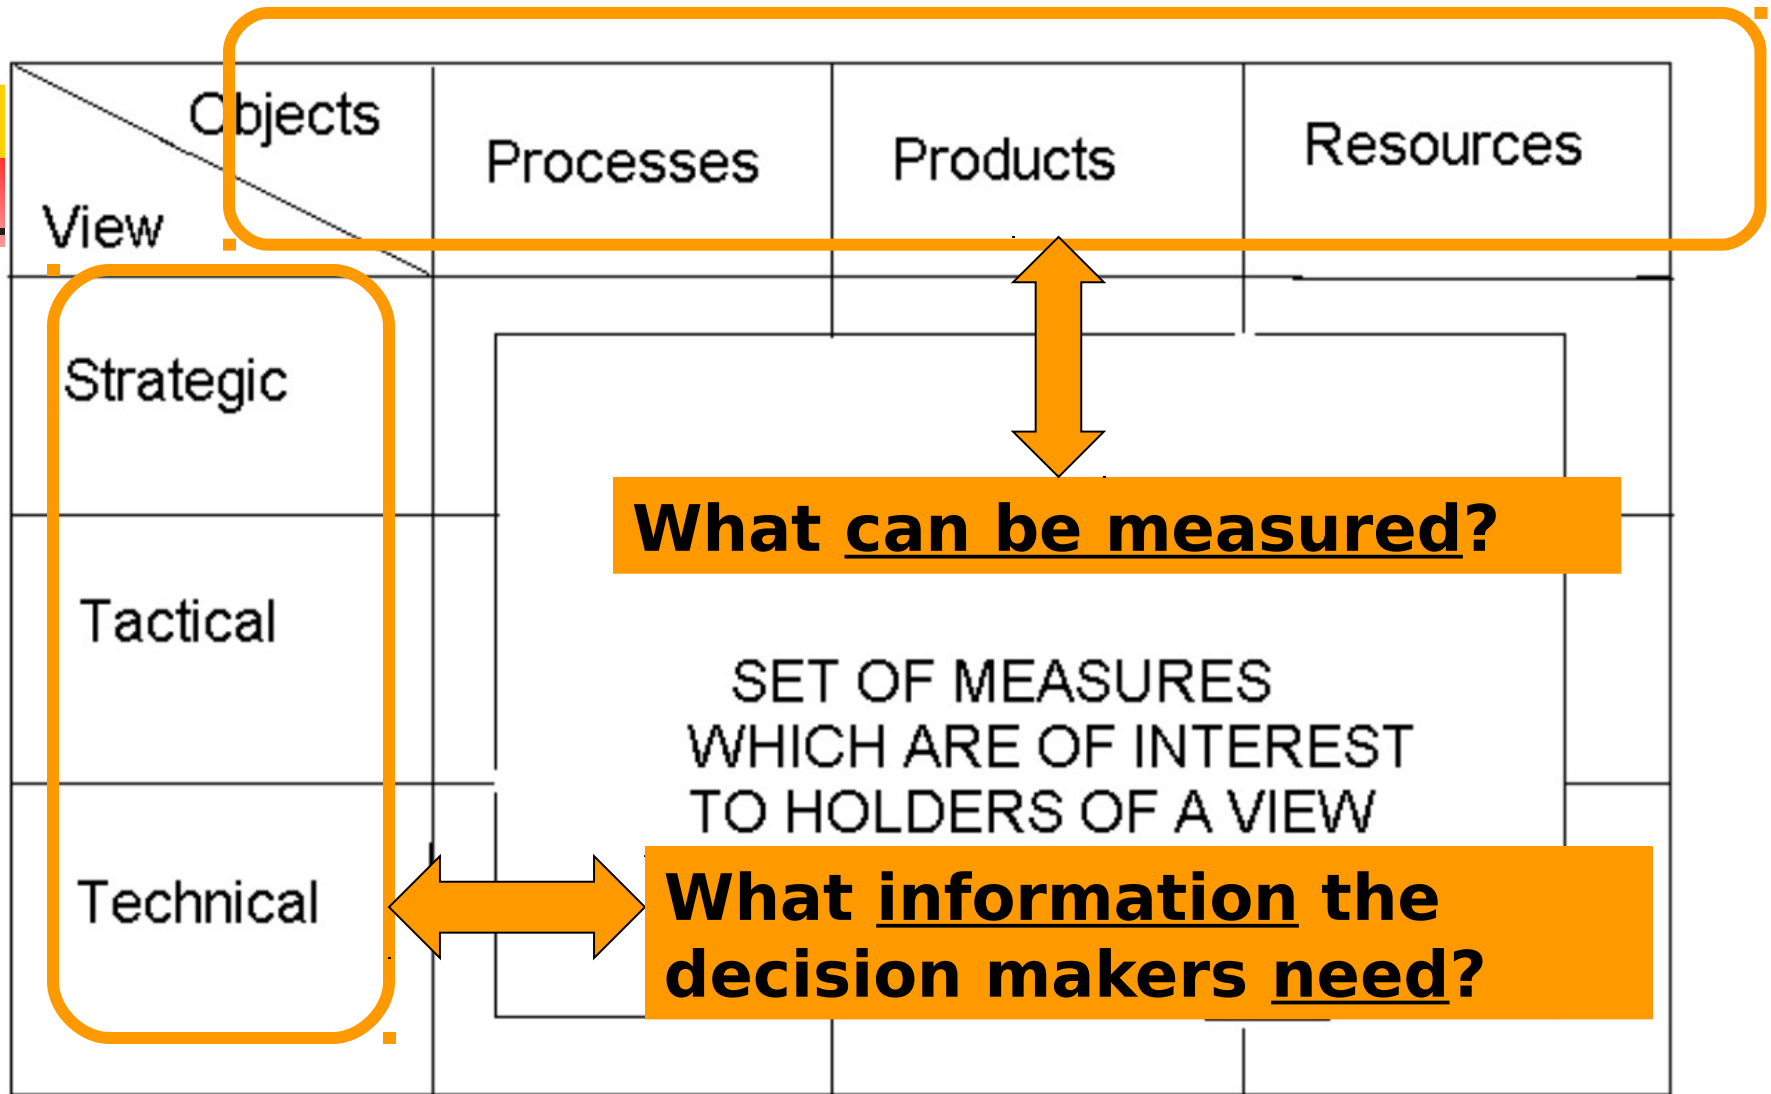 Objects
Processes
Products
Resources
View
Strategic
What can be measured?
Tactical
SET OF MEASURES
WHICH ARE OF INTEREST
TO HOLDERS OF A VIEW
Technical
What information the
decision makers need?